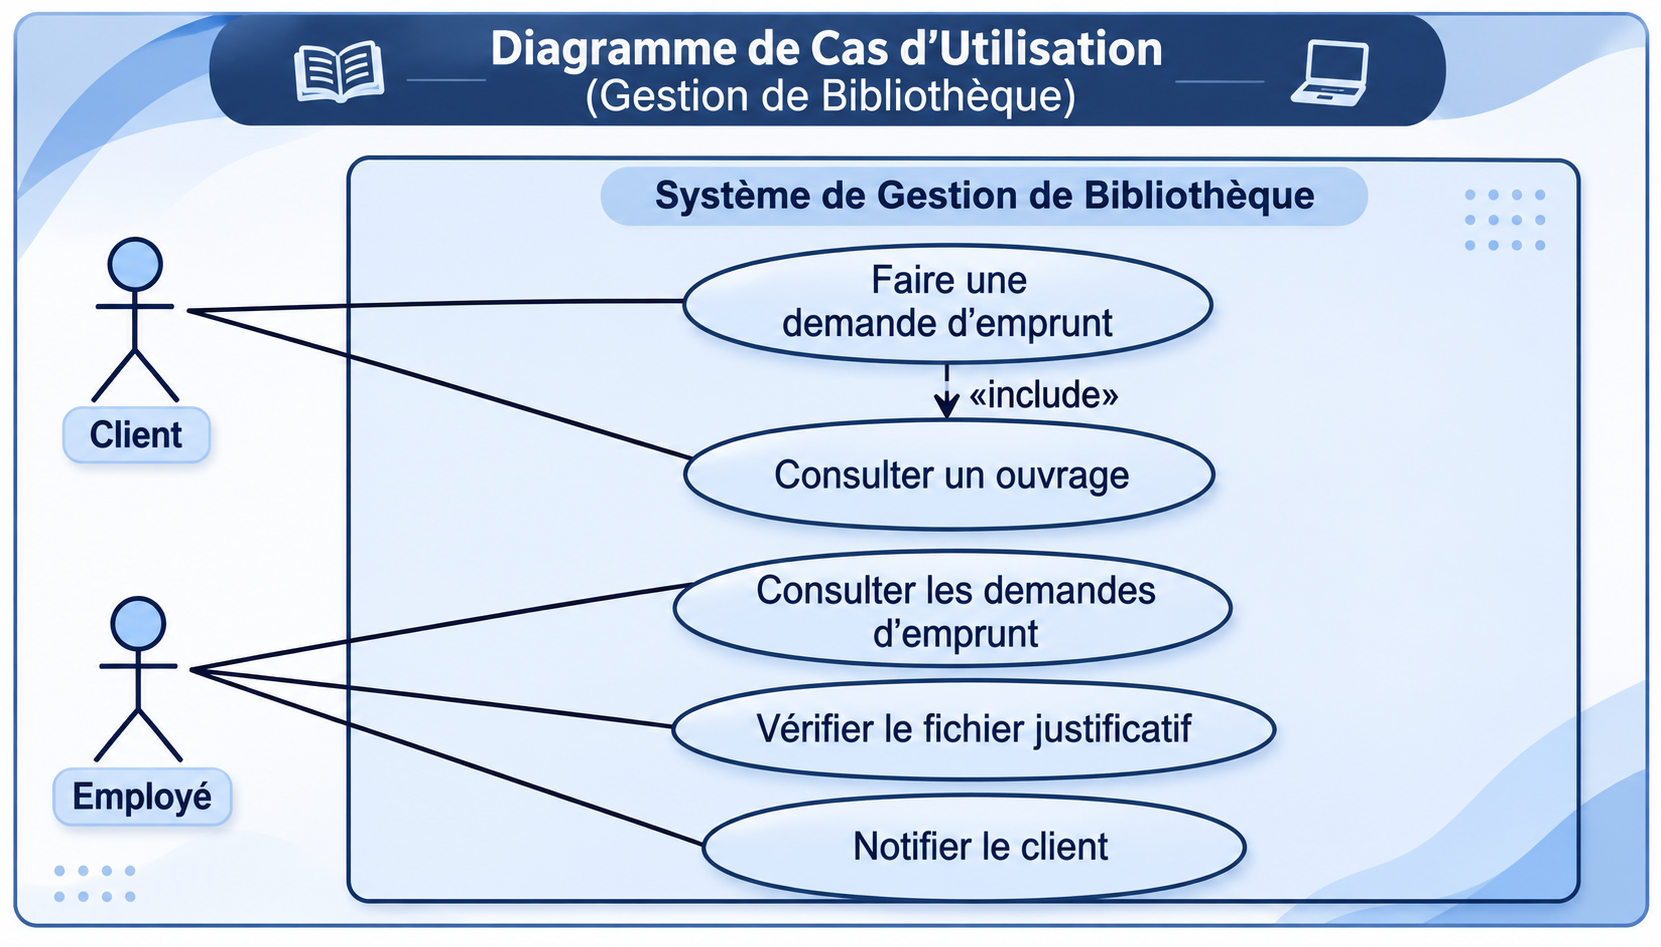 Diagramme de Cas d’Utilisation
(Gestion de Bibliothèque)
Système de Gestion de Bibliothèque
Faire une
demande d’emprunt
«include»
Client
Consulter un ouvrage
Consulter les demandes
d’emprunt
Vérifier le fichier justificatif
Employé
Notifier le client